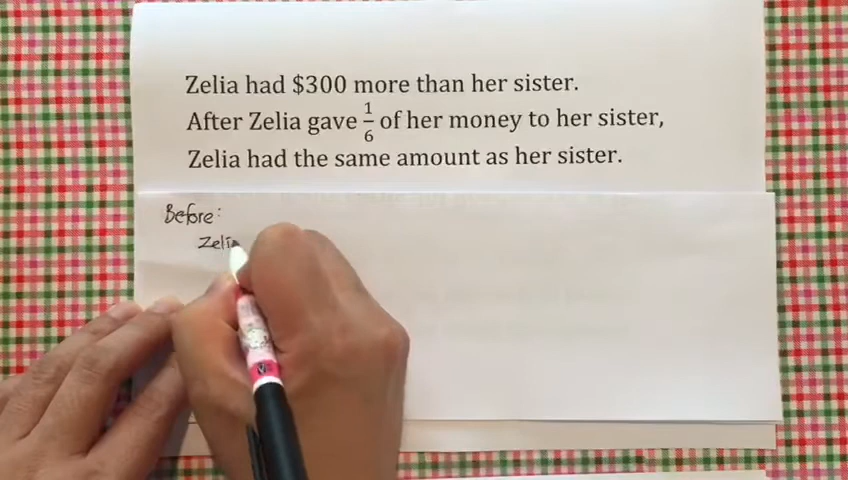 Zelia had $300 more than her sister.
After Zelia gave 1/6 of her money to her sister,
Zelia had the same amount as her sister.
Before:
Zelia